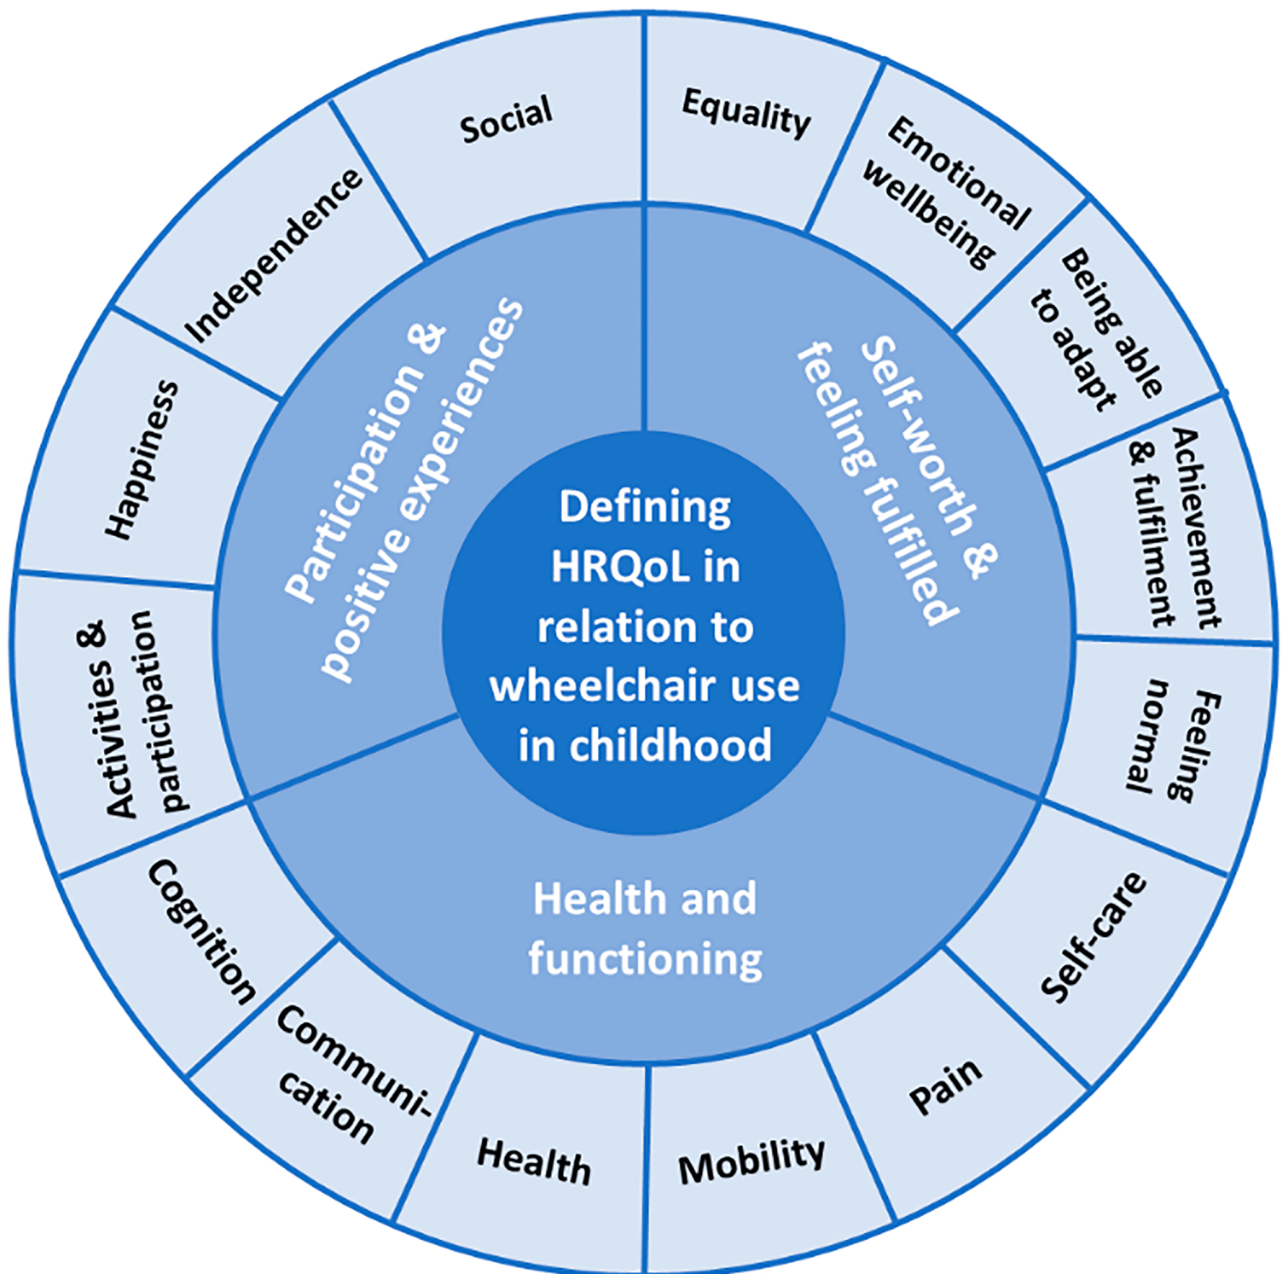 Defining
HRQoL in
relation to
wheelchair use
in childhood
Participation &
positive experiences
Self-worth &
feeling fulfilled
Health and
functioning
Equality
Emotional
wellbeing
Being able
to adapt
Achievement
& fulfilment
Feeling
normal
Self-care
Pain
Mobility
Health
Communi-
cation
Cognition
Activities &
participation
Happiness
Independence
Social